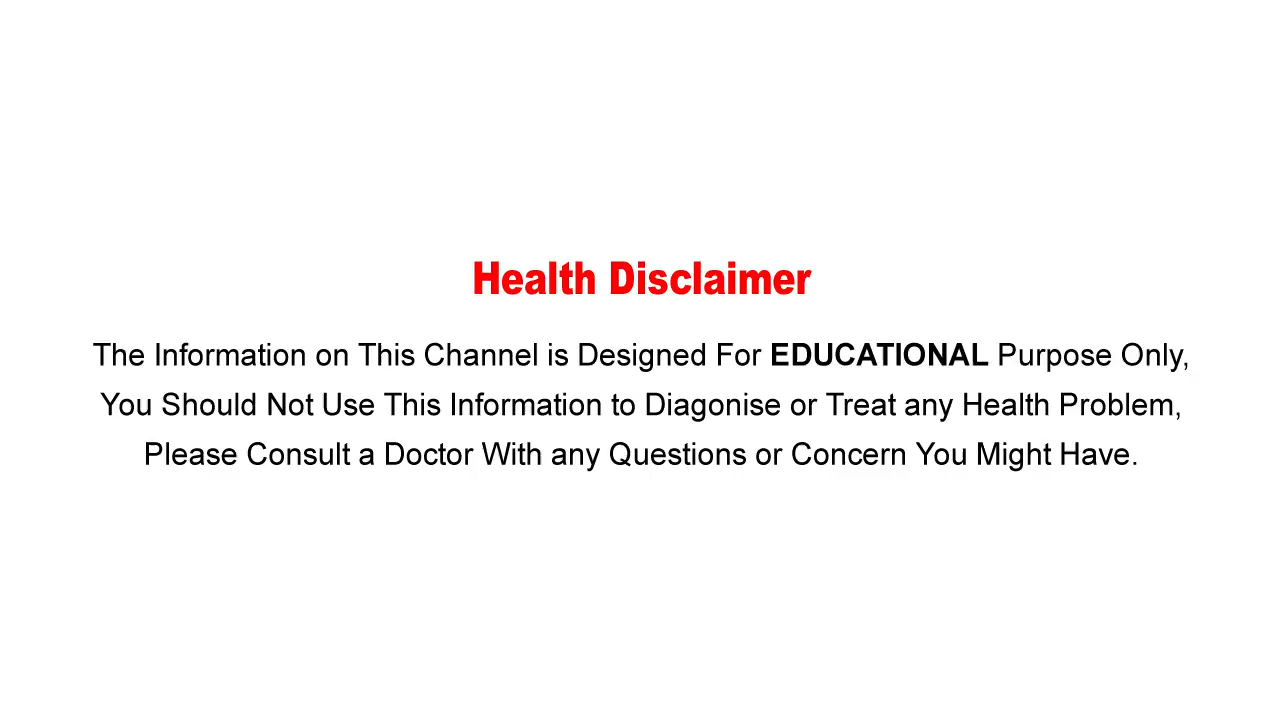 Health Disclaimer
The Information on This Channel is Designed For EDUCATIONAL Purpose Only,
You Should Not Use This Information to Diagonise or Treat any Health Problem,
Please Consult a Doctor With any Questions or Concern You Might Have.